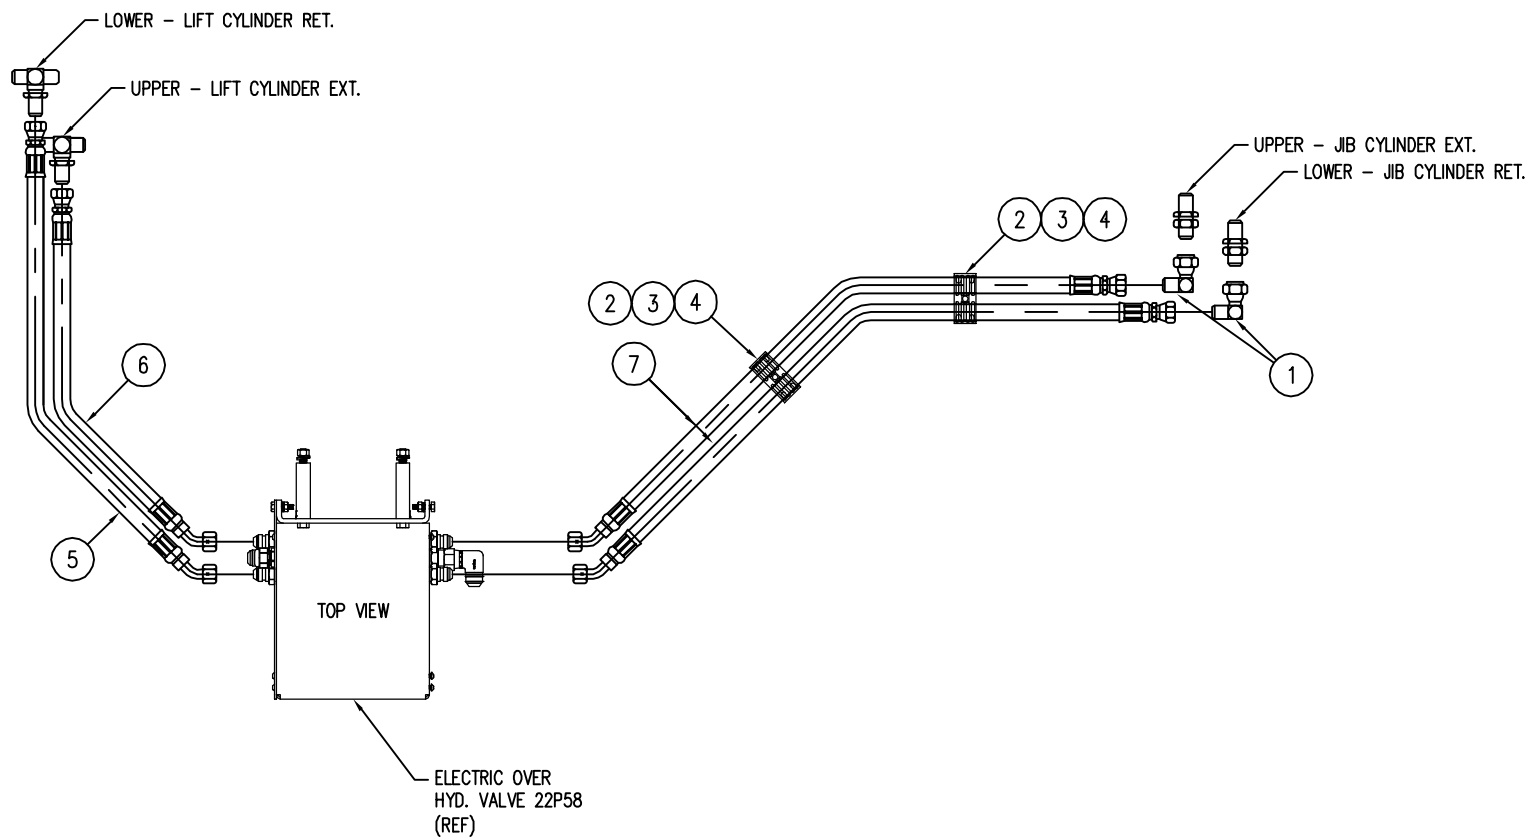 LOWER - LIFT CYLINDER RET.
UPPER - LIFT CYLINDER EXT.
UPPER - JIB CYLINDER EXT.
LOWER - JIB CYLINDER RET.
2 3 4
2 3 4
7
1
6
5
TOP VIEW
ELECTRIC OVER
HYD. VALVE 22P58
(REF)